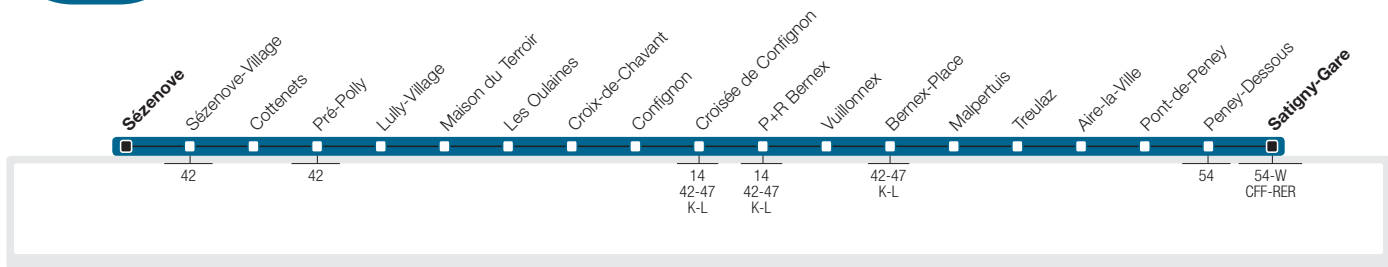 Sézenove
Sézenove-Village
Cottenets
Pré-Polly
Lully-Village
Maison du Terroir
Les Oulaines
Croix-de-Chavant
Confignon
Croisée de Confignon
P+R Bernex
Vuillonnex
Bernex-Place
Malpertuis
Treulaz
Aire-la-Ville
Pont-de-Peney
Peney-Dessous
Satigny-Gare
42
42
14
42-47
K-L
14
42-47
K-L
42-47
K-L
54
54-W
CFF-RER